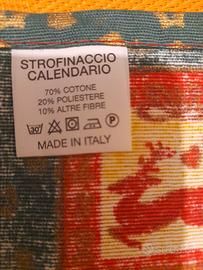 STROFINACCIO
CALENDARIO
70% COTONE
20% POLIESTERE
10% ALTRE FIBRE
30
P
MADE IN ITALY